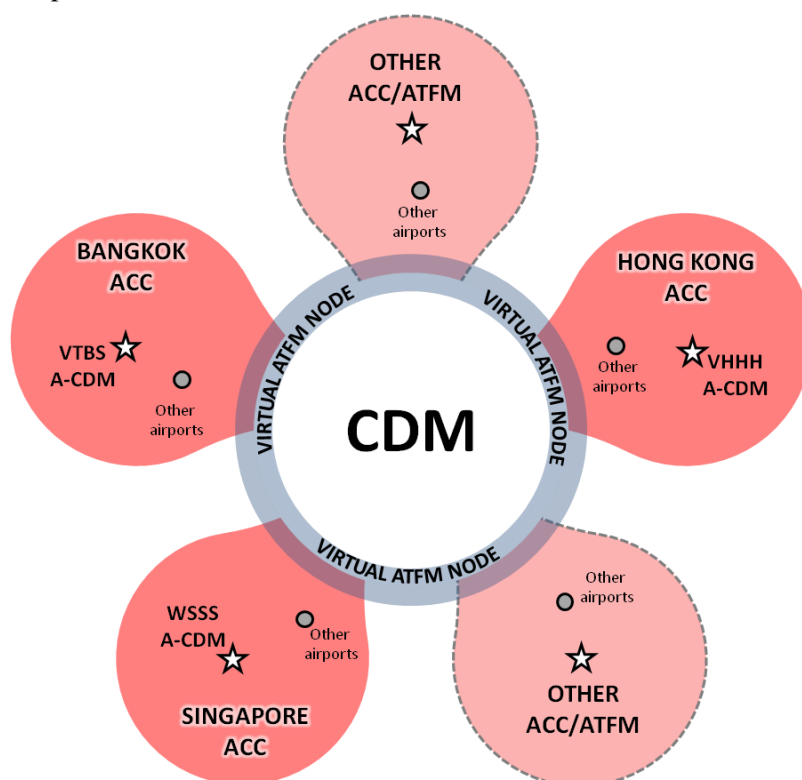 OTHER
ACC/ATFM
Other
airports
BANGKOK
ACC
VTBS
A-CDM
Other
airports
HONG KONG
ACC
Other
airports
VHHH
A-CDM
VIRTUAL ATFM NODE
VIRTUAL ATFM NODE
CDM
VIRTUAL ATFM NODE
WSSS
A-CDM
Other
airports
SINGAPORE
ACC
Other
airports
OTHER
ACC/ATFM